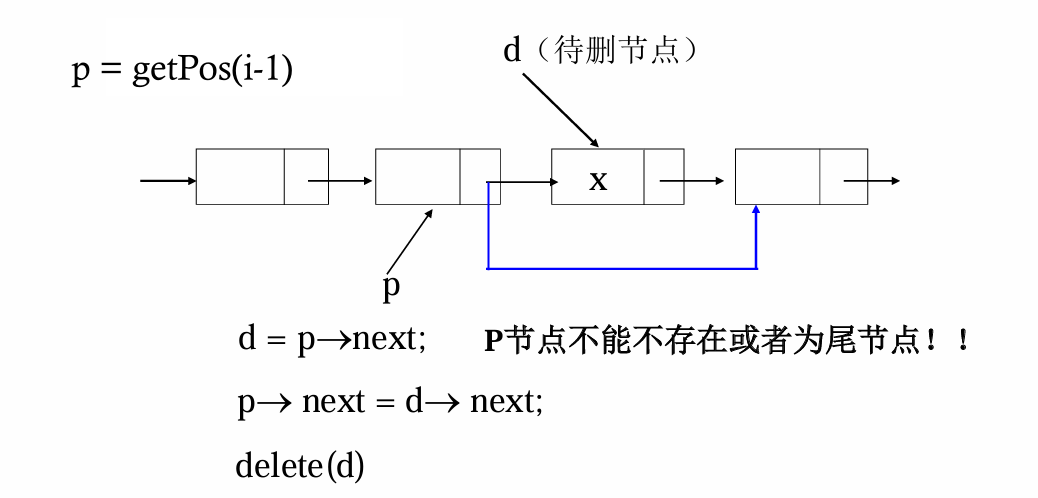 d（待删节点）
p = getPos(i-1)
x
p
d = p→next;
P节点不能不存在或者为尾节点！！
p→ next = d→ next;
delete(d)